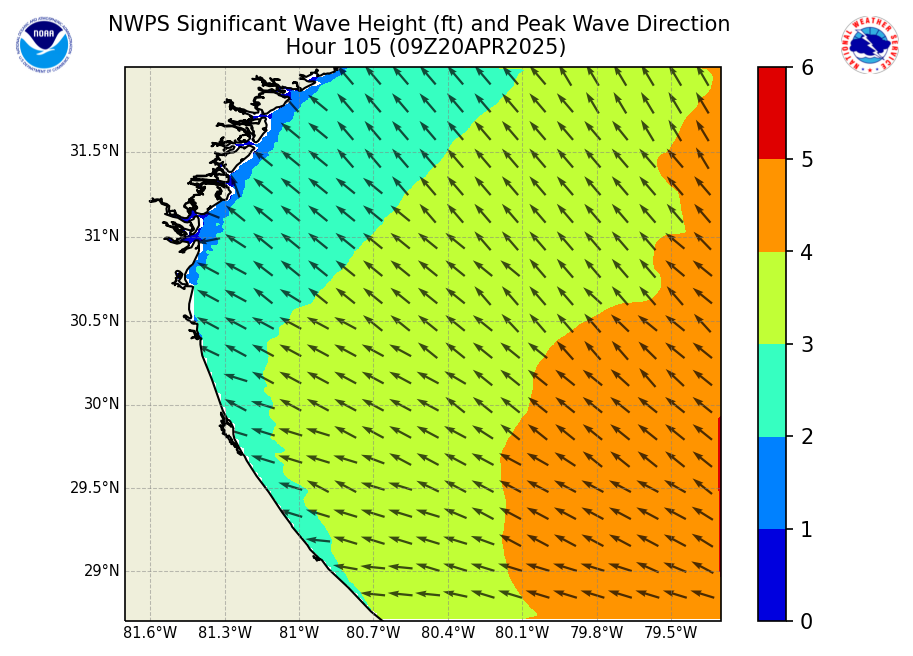 NWPS Significant Wave Height (ft) and Peak Wave Direction
Hour 105 (09Z20APR2025)
NOAA
31.5°N
31°N
30.5°N
30°N
29.5°N
29°N
81.6°W 81.3°W 81°W 80.7°W 80.4°W 80.1°W 79.8°W 79.5°W
6
5
4
3
2
1
0
NATIONAL WEATHER SERVICE